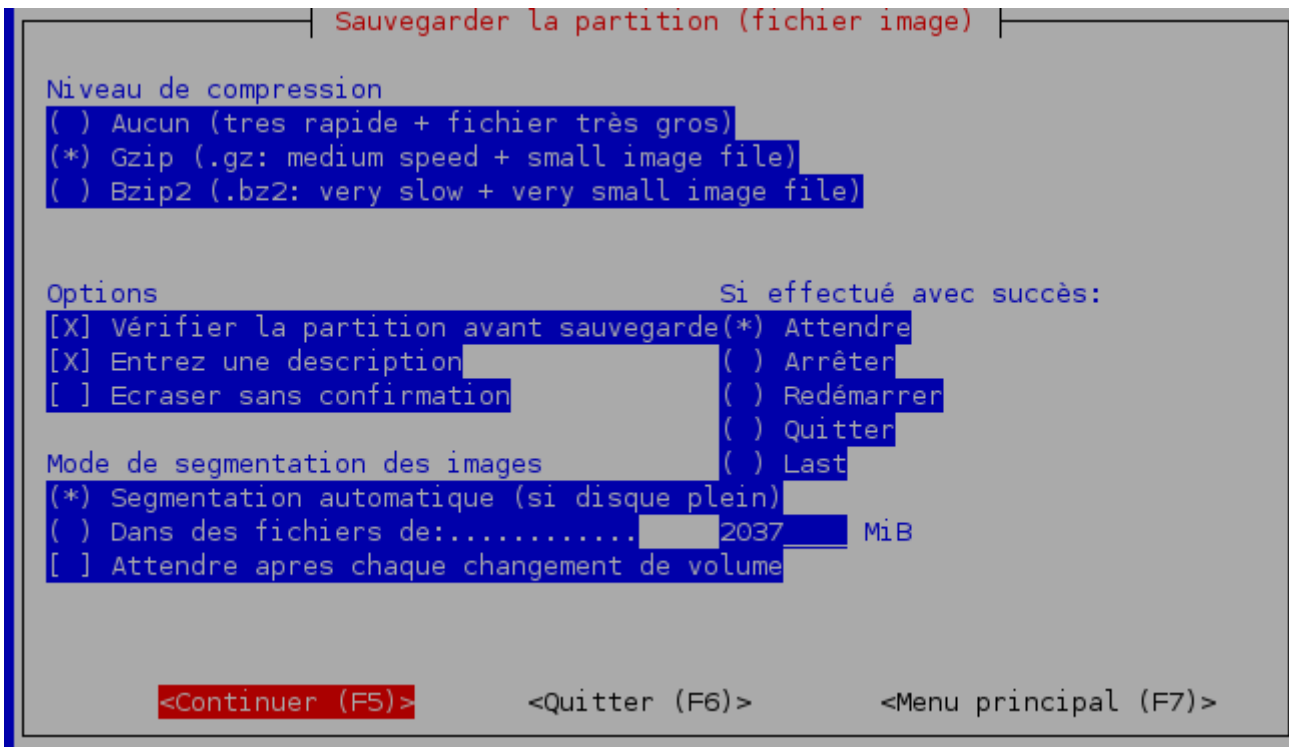 Sauvegarder la partition (fichier image)
Niveau de compression
( ) Aucun (tres rapide + fichier très gros)
(*) Gzip (.gz: medium speed + small image file)
( ) Bzip2 (.bz2: very slow + very small image file)
Options
[X] Vérifier la partition avant sauvegarde
[X] Entrez une description
[ ] Ecraser sans confirmation
Si effectué avec succès:
(*) Attendre
( ) Arrêter
( ) Redémarrer
( ) Quitter
( ) Last
Mode de segmentation des images
(*) Segmentation automatique (si disque plein)
( ) Dans des fichiers de:............ 2037____ MiB
[ ] Attendre apres chaque changement de volume
<Continuer (F5)> <Quitter (F6)> <Menu principal (F7)>